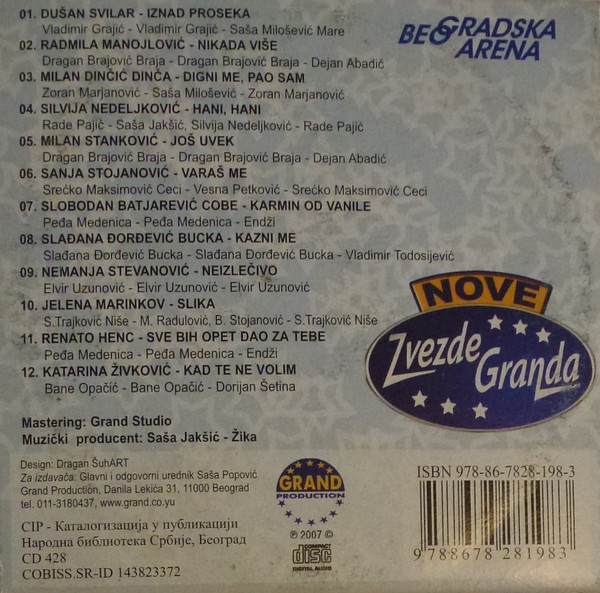 01. DUŠAN SVILAR - IZNAD PROSEKA
Vladimir Grajić - Vladimir Grajić - Saša Milošević Mare
02. RADMILA MANOJLOVIĆ - NIKADA VIŠE
Dragan Brajović Braja - Dragan Brajović Braja - Dejan Abadić
03. MILAN DINČIĆ DINČA - DIGNI ME, PAO SAM
Zoran Marjanović - Saša Milošević - Zoran Marjanović
04. SILVIJA NEDELJKOVIĆ - HANI, HANI
Rade Pajić - Saša Jakšić, Silvija Nedeljković - Rade Pajić
05. MILAN STANKOVIĆ - JOŠ UVEK
Dragan Brajović Braja - Dragan Brajović Braja - Dejan Abadić
06. SANJA STOJANOVIĆ - VARAŠ ME
Srećko Maksimović Ceci - Vesna Petković - Srećko Maksimović Ceci
07. SLOBODAN BATJAREVIĆ COBE - KARMIN OD VANILE
Peđa Medenica - Peđa Medenica - Endži
08. SLAĐANA ĐORĐEVIĆ BUCKA - KAZNI ME
Slađana Đorđević Bucka - Slađana Đorđević Bucka - Vladimir Todosijević
09. NEMANJA STEVANOVIĆ - NEIZLEČIVO
Elvir Uzunović - Elvir Uzunović - Elvir Uzunović
10. JELENA MARINKOV - SLIKA
S.Trajković Niše - M. Radulović, B. Stojanović - S.Trajković Niše
11. RENATO HENC - SVE BIH OPET DAO ZA TEBE
Peđa Medenica - Peđa Medenica - Endži
12. KATARINA ŽIVKOVIĆ - KAD TE NE VOLIM
Bane Opačić - Bane Opačić - Dorijan Šetina
BEOGRADSKA
ARENA
NOVE
Zvezde
Granda
Mastering: Grand Studio
Muzički producent: Saša Jakšić - Žika
Design: Dragan ŠuhART
Za izdavača: Glavni i odgovorni urednik Saša Popović
Grand Production, Danila Lekića 31, 11000 Beograd
tel. 011-3180437, www.grand.co.yu
CIP - Каталогизација у публикацији
Народна библиотека Србије, Београд
CD 428
COBISS.SR-ID 143823372
GRAND
PRODUCTION
℗ 2007 ©
COMPACT
disc
DIGITAL AUDIO
ISBN 978-86-7828-198-3
9 788678 281983